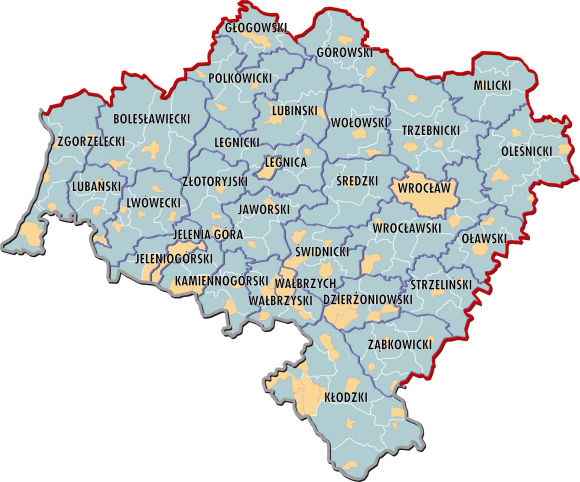 GŁOGOWSKI
GÓROWSKI
POLKOWICKI
MILICKI
BOLESŁAWIECKI
LUBIŃSKI
WOŁOWSKI
TRZEBNICKI
ZGORZELECKI
LEGNICKI
OLEŚNICKI
LEGNICA
LUBAŃSKI
ZŁOTORYJSKI
ŚREDZKI
WROCŁAW
LWÓWECKI
JAWORSKI
WROCŁAWSKI
JELENIA GÓRA
OŁAWSKI
ŚWIDNICKI
JELENIOGÓRSKI
KAMIENNOGÓRSKI
WAŁBRZYCH
STRZELIŃSKI
WAŁBRZYSKI
DZIERŻONIOWSKI
ZĄBKOWICKI
KŁODZKI